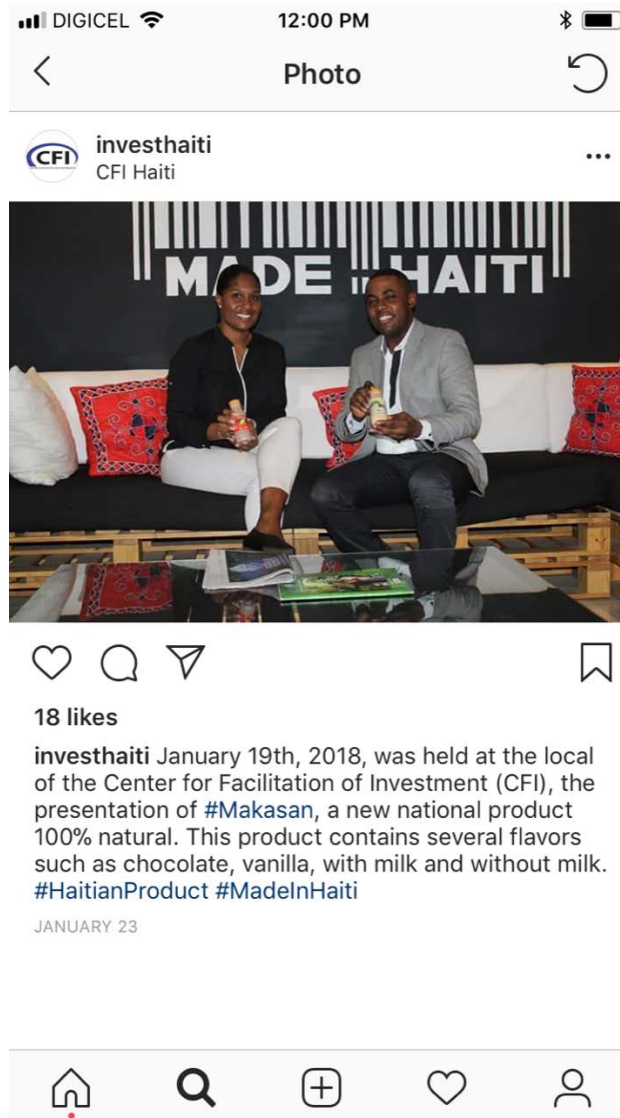 DIGICEL 12:00 PM
Photo
CFI investhaiti
CFI Haiti
MADE IN HAITI
18 likes
investhaiti January 19th, 2018, was held at the local
of the Center for Facilitation of Investment (CFI), the
presentation of #Makasan, a new national product
100% natural. This product contains several flavors
such as chocolate, vanilla, with milk and without milk.
#HaitianProduct #MadeInHaiti
JANUARY 23